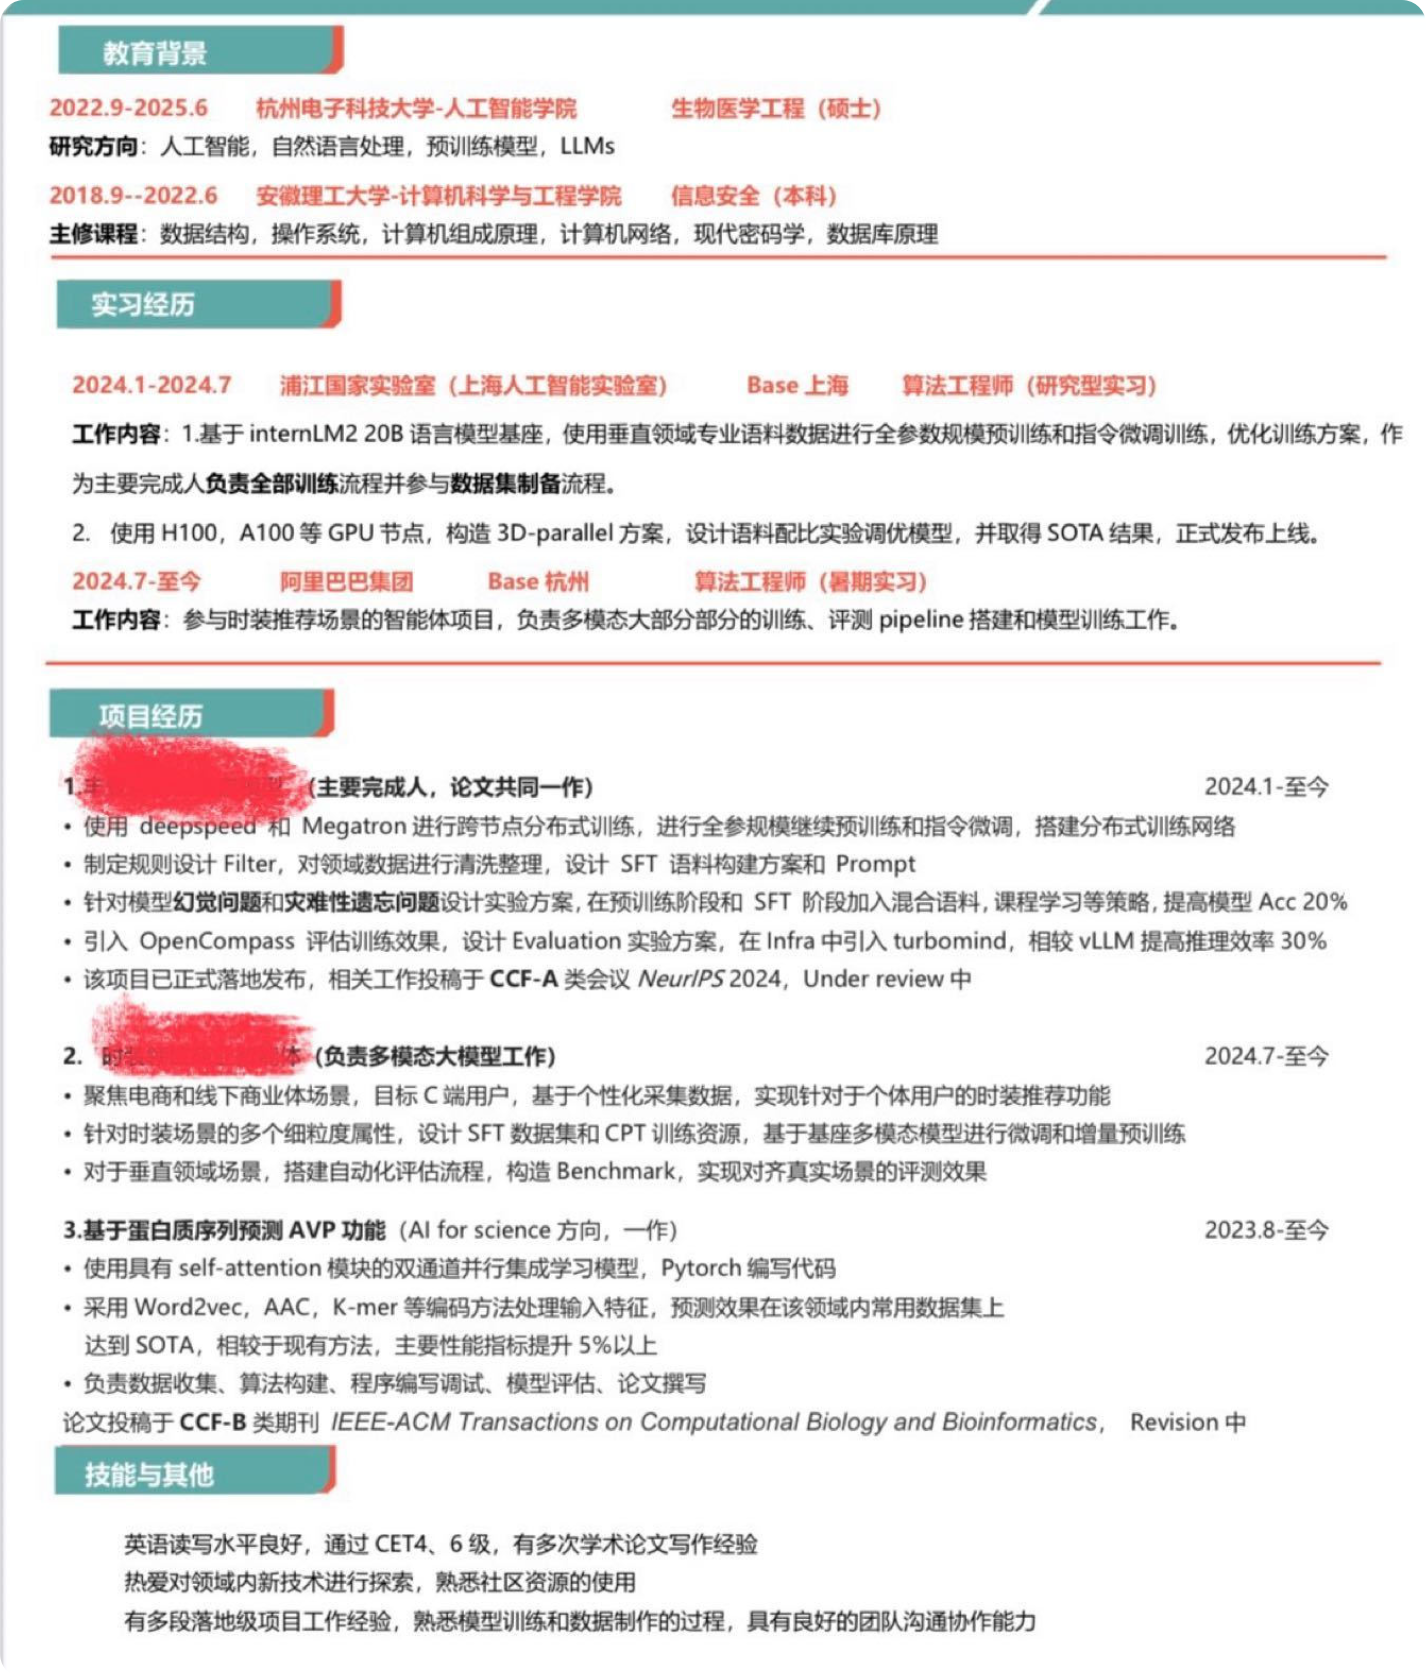 教育背景
2022.9-2025.6 杭州电子科技大学-人工智能学院 生物医学工程（硕士）
研究方向：人工智能，自然语言处理，预训练模型，LLMs
2018.9--2022.6 安徽理工大学-计算机科学与工程学院 信息安全（本科）
主修课程：数据结构，操作系统，计算机组成原理，计算机网络，现代密码学，数据库原理
实习经历
2024.1-2024.7 浦江国家实验室（上海人工智能实验室） Base 上海 算法工程师（研究型实习）
工作内容：1.基于 internLM2 20B 语言模型基座，使用垂直领域专业语料数据进行全参数规模预训练和指令微调训练，优化训练方案，作
为主要完成人负责全部训练流程并参与数据集制备流程。
2. 使用 H100，A100 等 GPU 节点，构造 3D-parallel 方案，设计语料配比实验调优模型，并取得 SOTA 结果，正式发布上线。
2024.7-至今 阿里巴巴集团 Base 杭州 算法工程师（暑期实习）
工作内容：参与时装推荐场景的智能体项目，负责多模态大部分部分的训练、评测 pipeline 搭建和模型训练工作。
项目经历
1. （主要完成人，论文共同一作） 2024.1-至今
• 使用 deepspeed 和 Megatron 进行跨节点分布式训练，进行全参规模继续预训练和指令微调，搭建分布式训练网络
• 制定规则设计 Filter，对领域数据进行清洗整理，设计 SFT 语料构建方案和 Prompt
• 针对模型幻觉问题和灾难性遗忘问题设计实验方案,在预训练阶段和 SFT 阶段加入混合语料,课程学习等策略,提高模型 Acc 20%
• 引入 OpenCompass 评估训练效果，设计 Evaluation 实验方案，在 Infra 中引入 turbomind，相较 vLLM 提高推理效率 30%
• 该项目已正式落地发布，相关工作投稿于 CCF-A 类会议 NeurIPS 2024，Under review 中
2. （负责多模态大模型工作） 2024.7-至今
• 聚焦电商和线下商业体场景，目标 C 端用户，基于个性化采集数据，实现针对于个体用户的时装推荐功能
• 针对时装场景的多个细粒度属性，设计 SFT 数据集和 CPT 训练资源，基于基座多模态模型进行微调和增量预训练
• 对于垂直领域场景，搭建自动化评估流程，构造 Benchmark，实现对齐真实场景的评测效果
3.基于蛋白质序列预测 AVP 功能（AI for science 方向，一作） 2023.8-至今
• 使用具有 self-attention 模块的双通道并行集成学习模型，Pytorch 编写代码
• 采用 Word2vec，AAC，K-mer 等编码方法处理输入特征，预测效果在该领域内常用数据集上
达到 SOTA，相较于现有方法，主要性能指标提升 5%以上
• 负责数据收集、算法构建、程序编写调试、模型评估、论文撰写
论文投稿于 CCF-B 类期刊 IEEE-ACM Transactions on Computational Biology and Bioinformatics， Revision 中
技能与其他
英语读写水平良好，通过 CET4、6 级，有多次学术论文写作经验
热爱对领域内新技术进行探索，熟悉社区资源的使用
有多段落地级项目工作经验，熟悉模型训练和数据制作的过程，具有良好的团队沟通协作能力